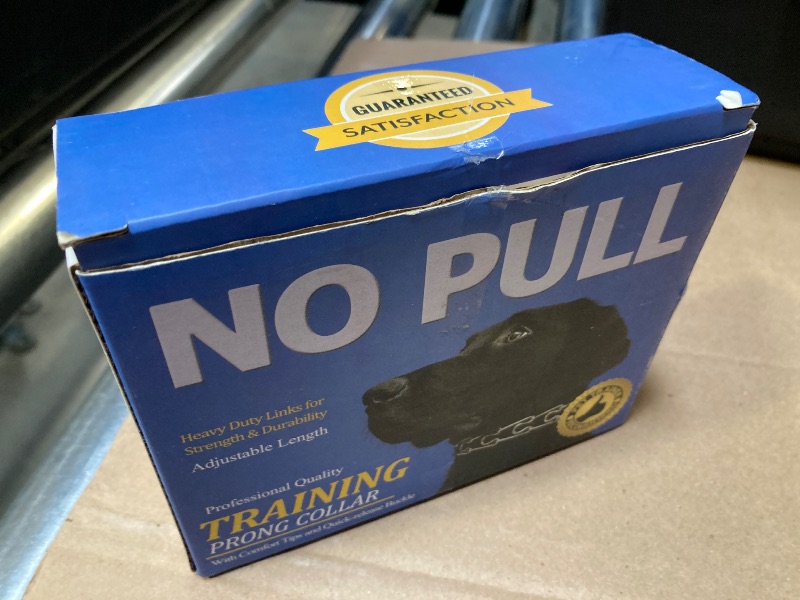 GUARANTEED
SATISFACTION
NO PULL
Heavy Duty Links for
Strength & Durability
Adjustable Length
Professional Quality
TRAINING
PRONG COLLAR
With Comfort Tips and Quick-release Buckle